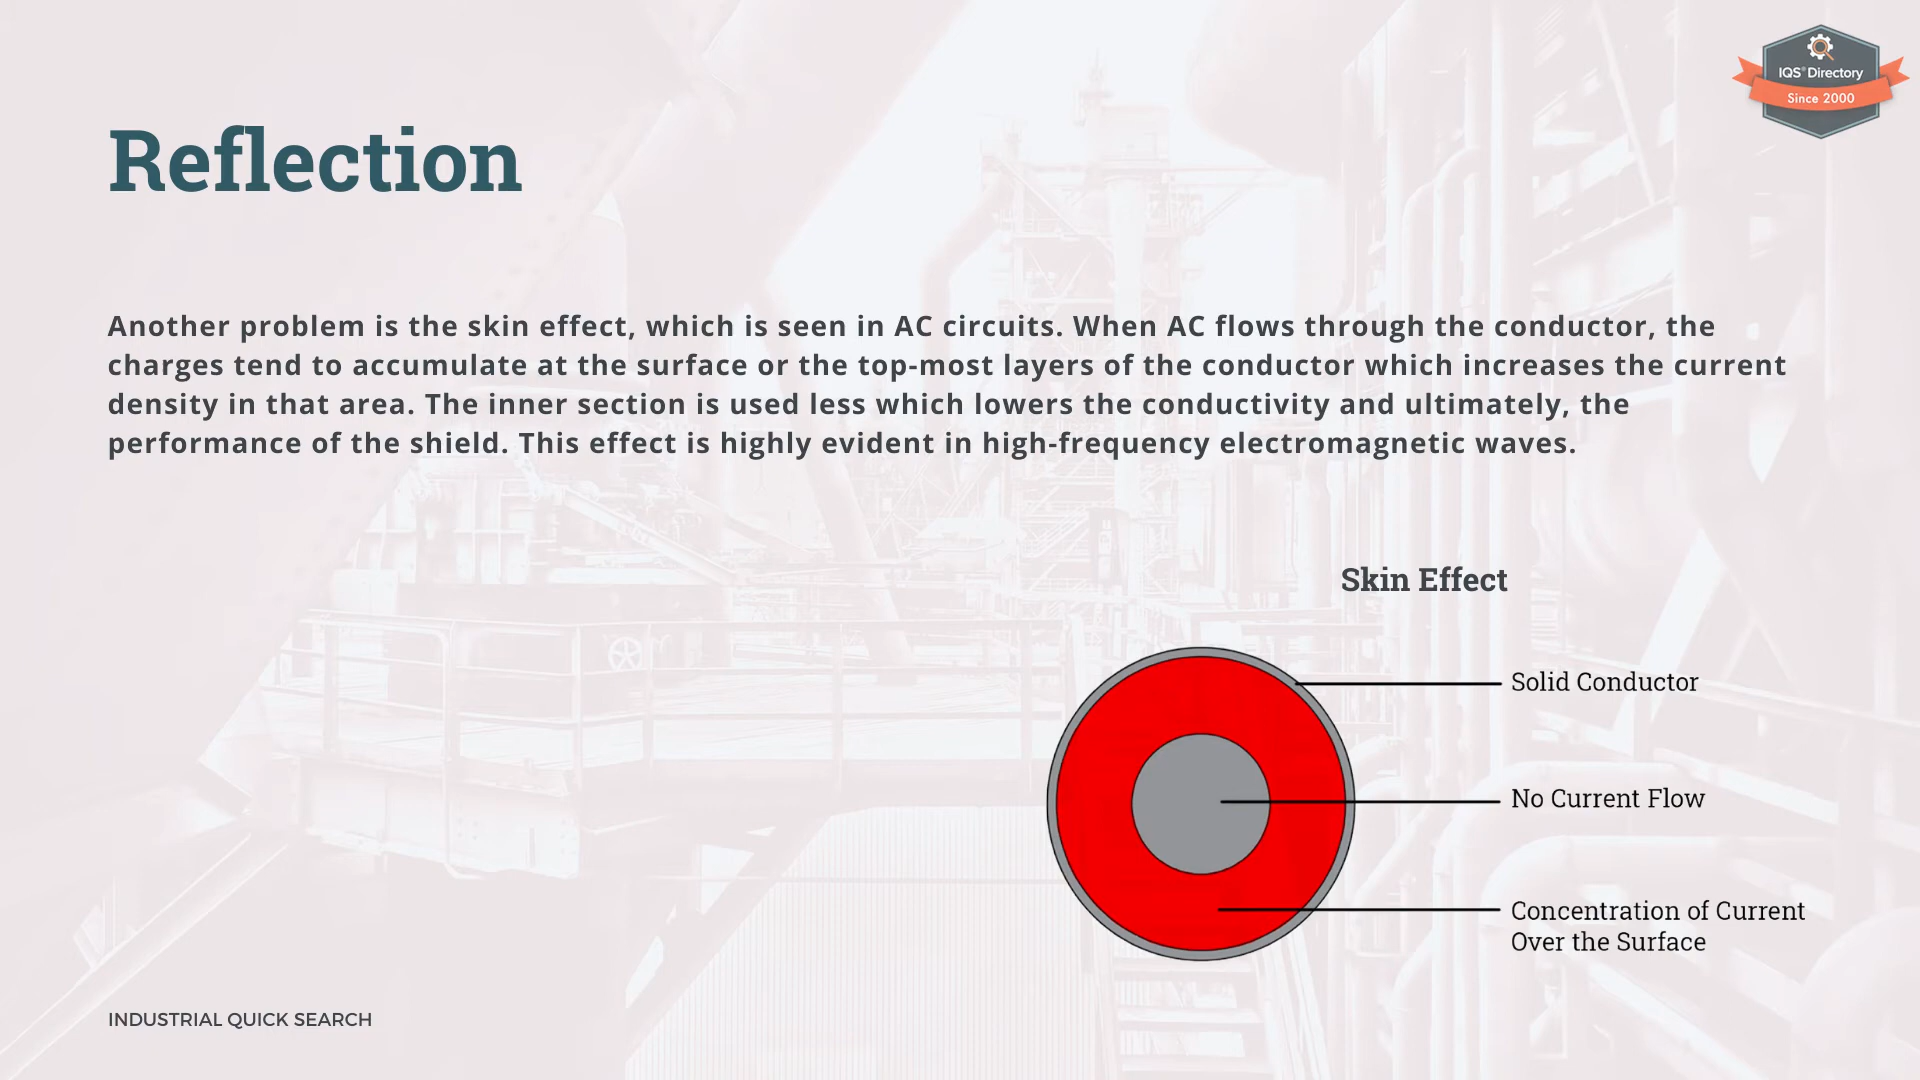 IQS® Directory
Since 2000
Reflection
Another problem is the skin effect, which is seen in AC circuits. When AC flows through the conductor, the
charges tend to accumulate at the surface or the top-most layers of the conductor which increases the current
density in that area. The inner section is used less which lowers the conductivity and ultimately, the
performance of the shield. This effect is highly evident in high-frequency electromagnetic waves.
Skin Effect
Solid Conductor
No Current Flow
Concentration of Current
Over the Surface
INDUSTRIAL QUICK SEARCH